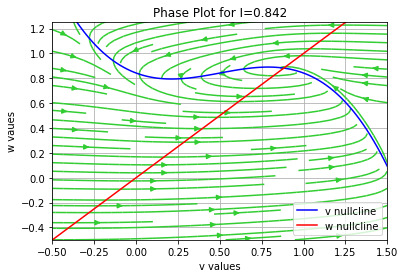 Phase Plot for I=0.842
w values
1.2
1.0
0.8
0.6
0.4
0.2
0.0
−0.2
−0.4
v nullcline
w nullcline
−0.50 −0.25 0.00 0.25 0.50 0.75 1.00 1.25 1.50
v values